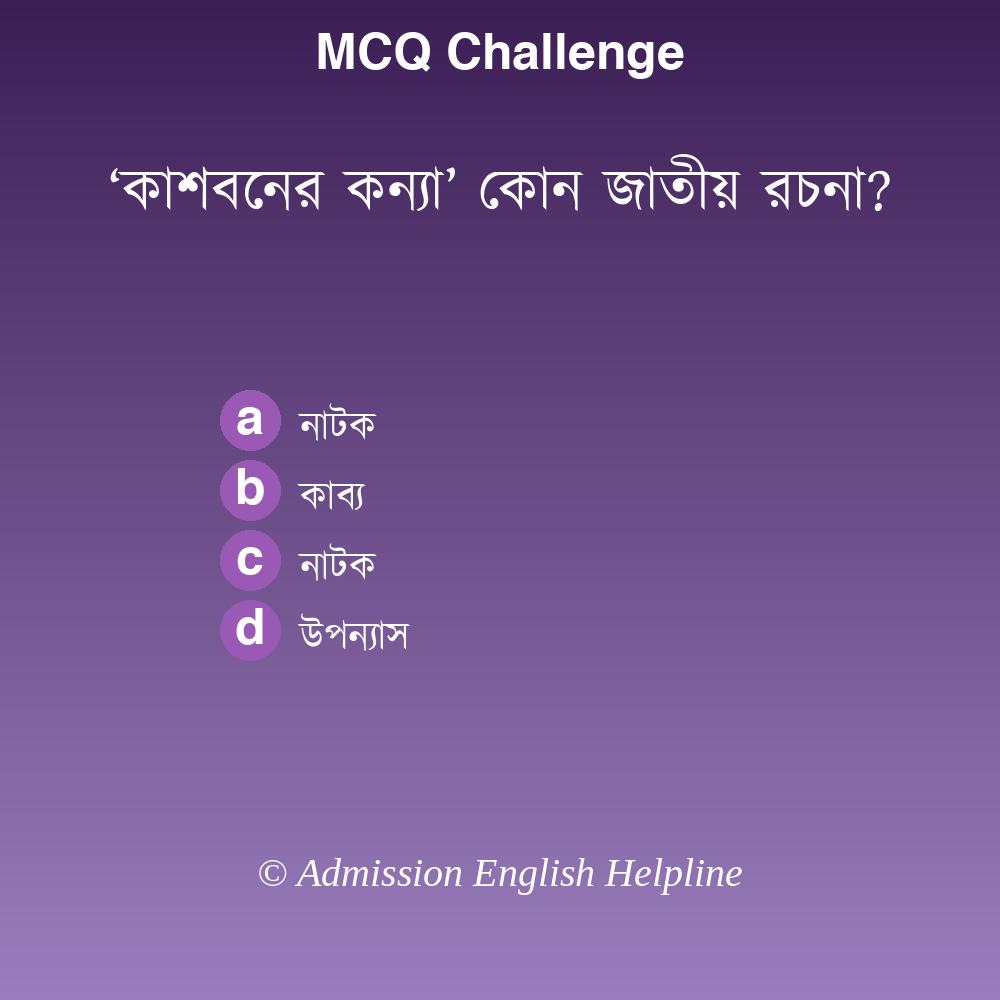 MCQ Challenge
‘কাশবনের কন্যা’ কোন জাতীয় রচনা?
a নাটক
b কাব্য
c নাটক
d উপন্যাস
© Admission English Helpline